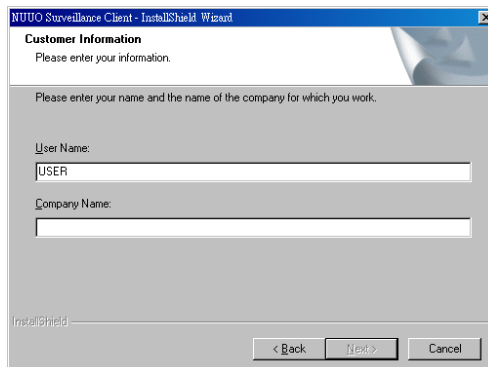 NUUO Surveillance Client - InstallShield Wizard
Customer Information
Please enter your information.
Please enter your name and the name of the company for which you work.
User Name:
USER
Company Name:
InstallShield
< Back
Next >
Cancel